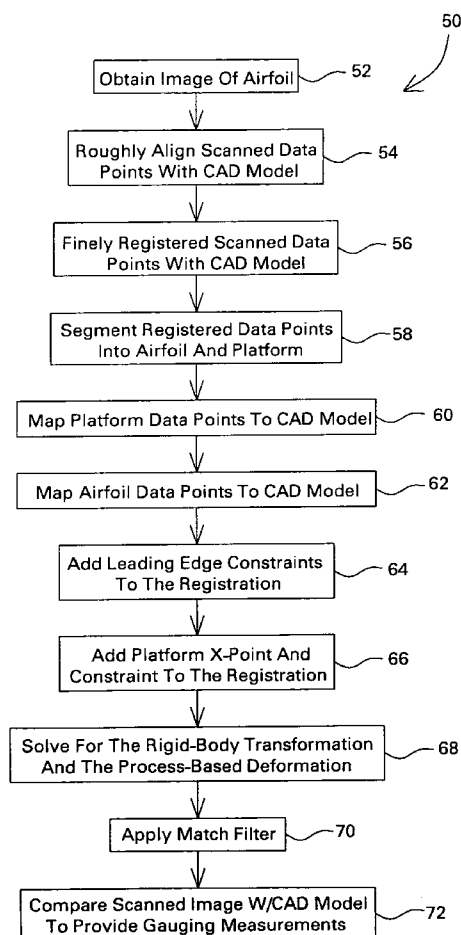 50
Obtain Image Of Airfoil 52
Roughly Align Scanned Data
Points With CAD Model 54
Finely Registered Scanned Data
Points With CAD Model 56
Segment Registered Data Points
Into Airfoil And Platform 58
Map Platform Data Points To CAD Model 60
Map Airfoil Data Points To CAD Model 62
Add Leading Edge Constraints
To The Registration 64
Add Platform X-Point And
Constraint To The Registration 66
Solve For The Rigid-Body Transformation
And The Process-Based Deformation 68
Apply Match Filter 70
Compare Scanned Image W/CAD Model
To Provide Gauging Measurements 72